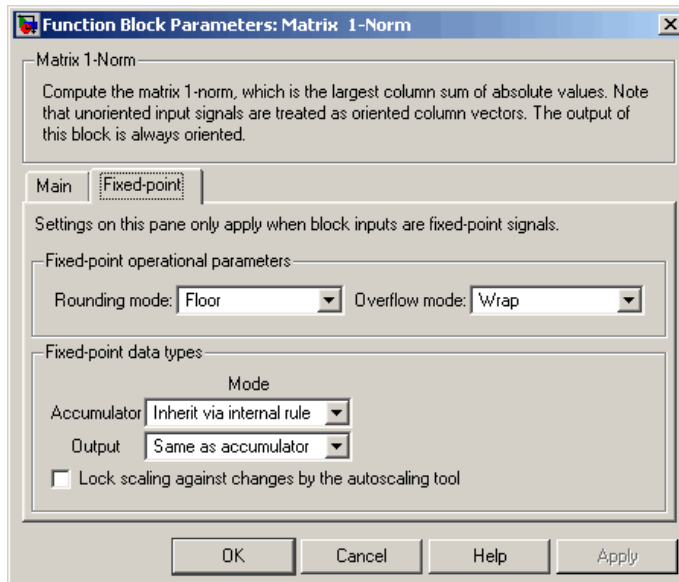 Function Block Parameters: Matrix 1-Norm
Matrix 1-Norm
Compute the matrix 1-norm, which is the largest column sum of absolute values. Note
that unoriented input signals are treated as oriented column vectors. The output of
this block is always oriented.
Main Fixed-point
Settings on this pane only apply when block inputs are fixed-point signals.
Fixed-point operational parameters
Rounding mode: Floor Overflow mode: Wrap
Fixed-point data types
Mode
Accumulator Inherit via internal rule
Output Same as accumulator
Lock scaling against changes by the autoscaling tool
OK Cancel Help Apply